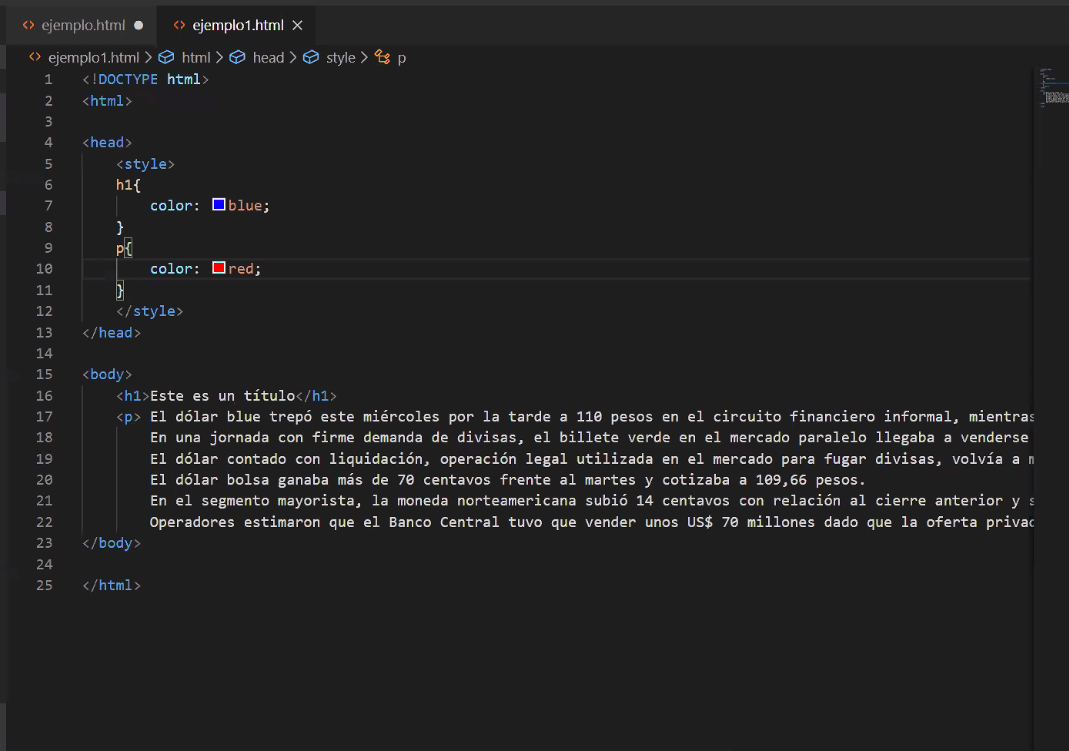 ejemplo.html ejemplo1.html
ejemplo1.html > html > head > style > p
1 <!DOCTYPE html>
2 <html>
3
4 <head>
5 <style>
6 h1{
7 color: blue;
8 }
9 p{
10 color: red;
11 }
12 </style>
13 </head>
14
15 <body>
16 <h1>Este es un título</h1>
17 <p> El dólar blue trepó este miércoles por la tarde a 110 pesos en el circuito financiero informal, mientras
18 En una jornada con firme demanda de divisas, el billete verde en el mercado paralelo llegaba a venderse
19 El dólar contado con liquidación, operación legal utilizada en el mercado para fugar divisas, volvía a
20 El dólar bolsa ganaba más de 70 centavos frente al martes y cotizaba a 109,66 pesos.
21 En el segmento mayorista, la moneda norteamericana subió 14 centavos con relación al cierre anterior y
22 Operadores estimaron que el Banco Central tuvo que vender unos US$ 70 millones dado que la oferta privad
23 </body>
24
25 </html>